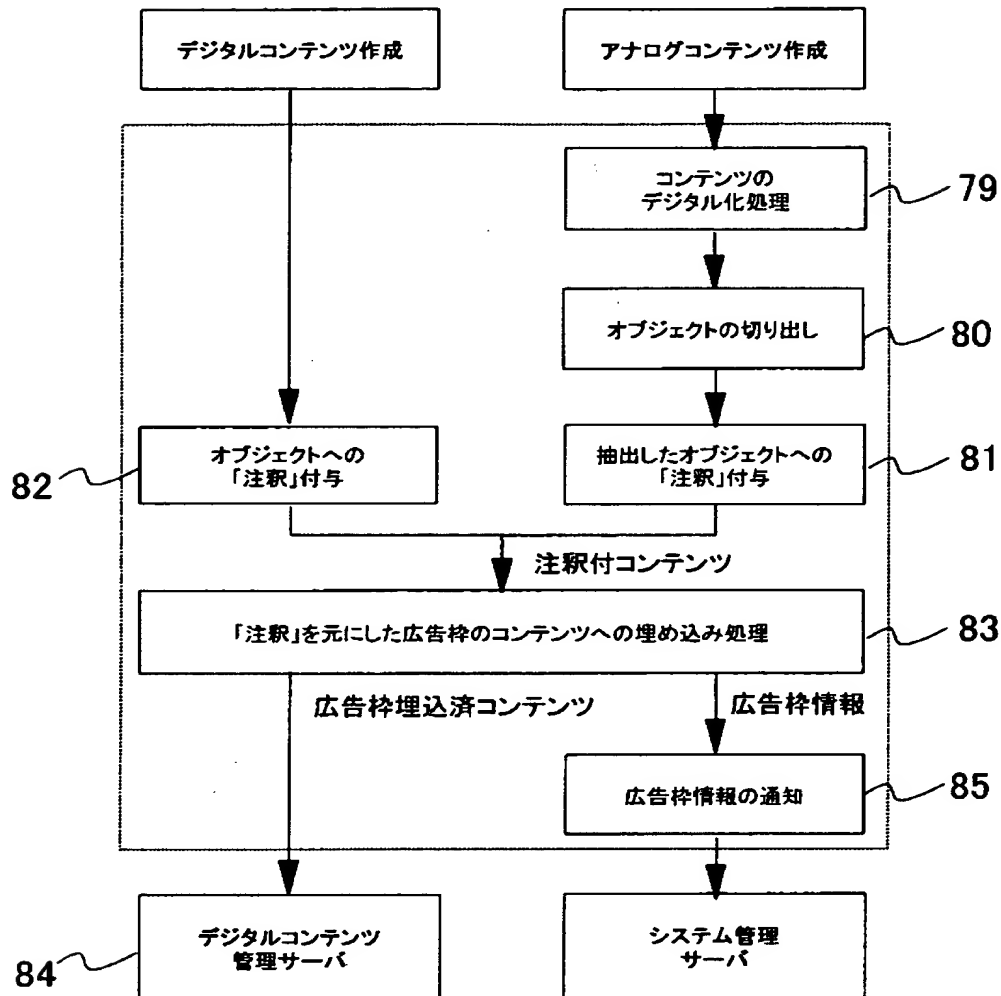 デジタルコンテンツ作成
アナログコンテンツ作成
コンテンツの
デジタル化処理
79
オブジェクトの切り出し
80
オブジェクトへの
「注釈」付与
82
抽出したオブジェクトへの
「注釈」付与
81
注釈付コンテンツ
「注釈」を元にした広告枠のコンテンツへの埋め込み処理
83
広告枠埋込済コンテンツ
広告枠情報
広告枠情報の通知
85
デジタルコンテンツ
管理サーバ
84
システム管理
サーバ